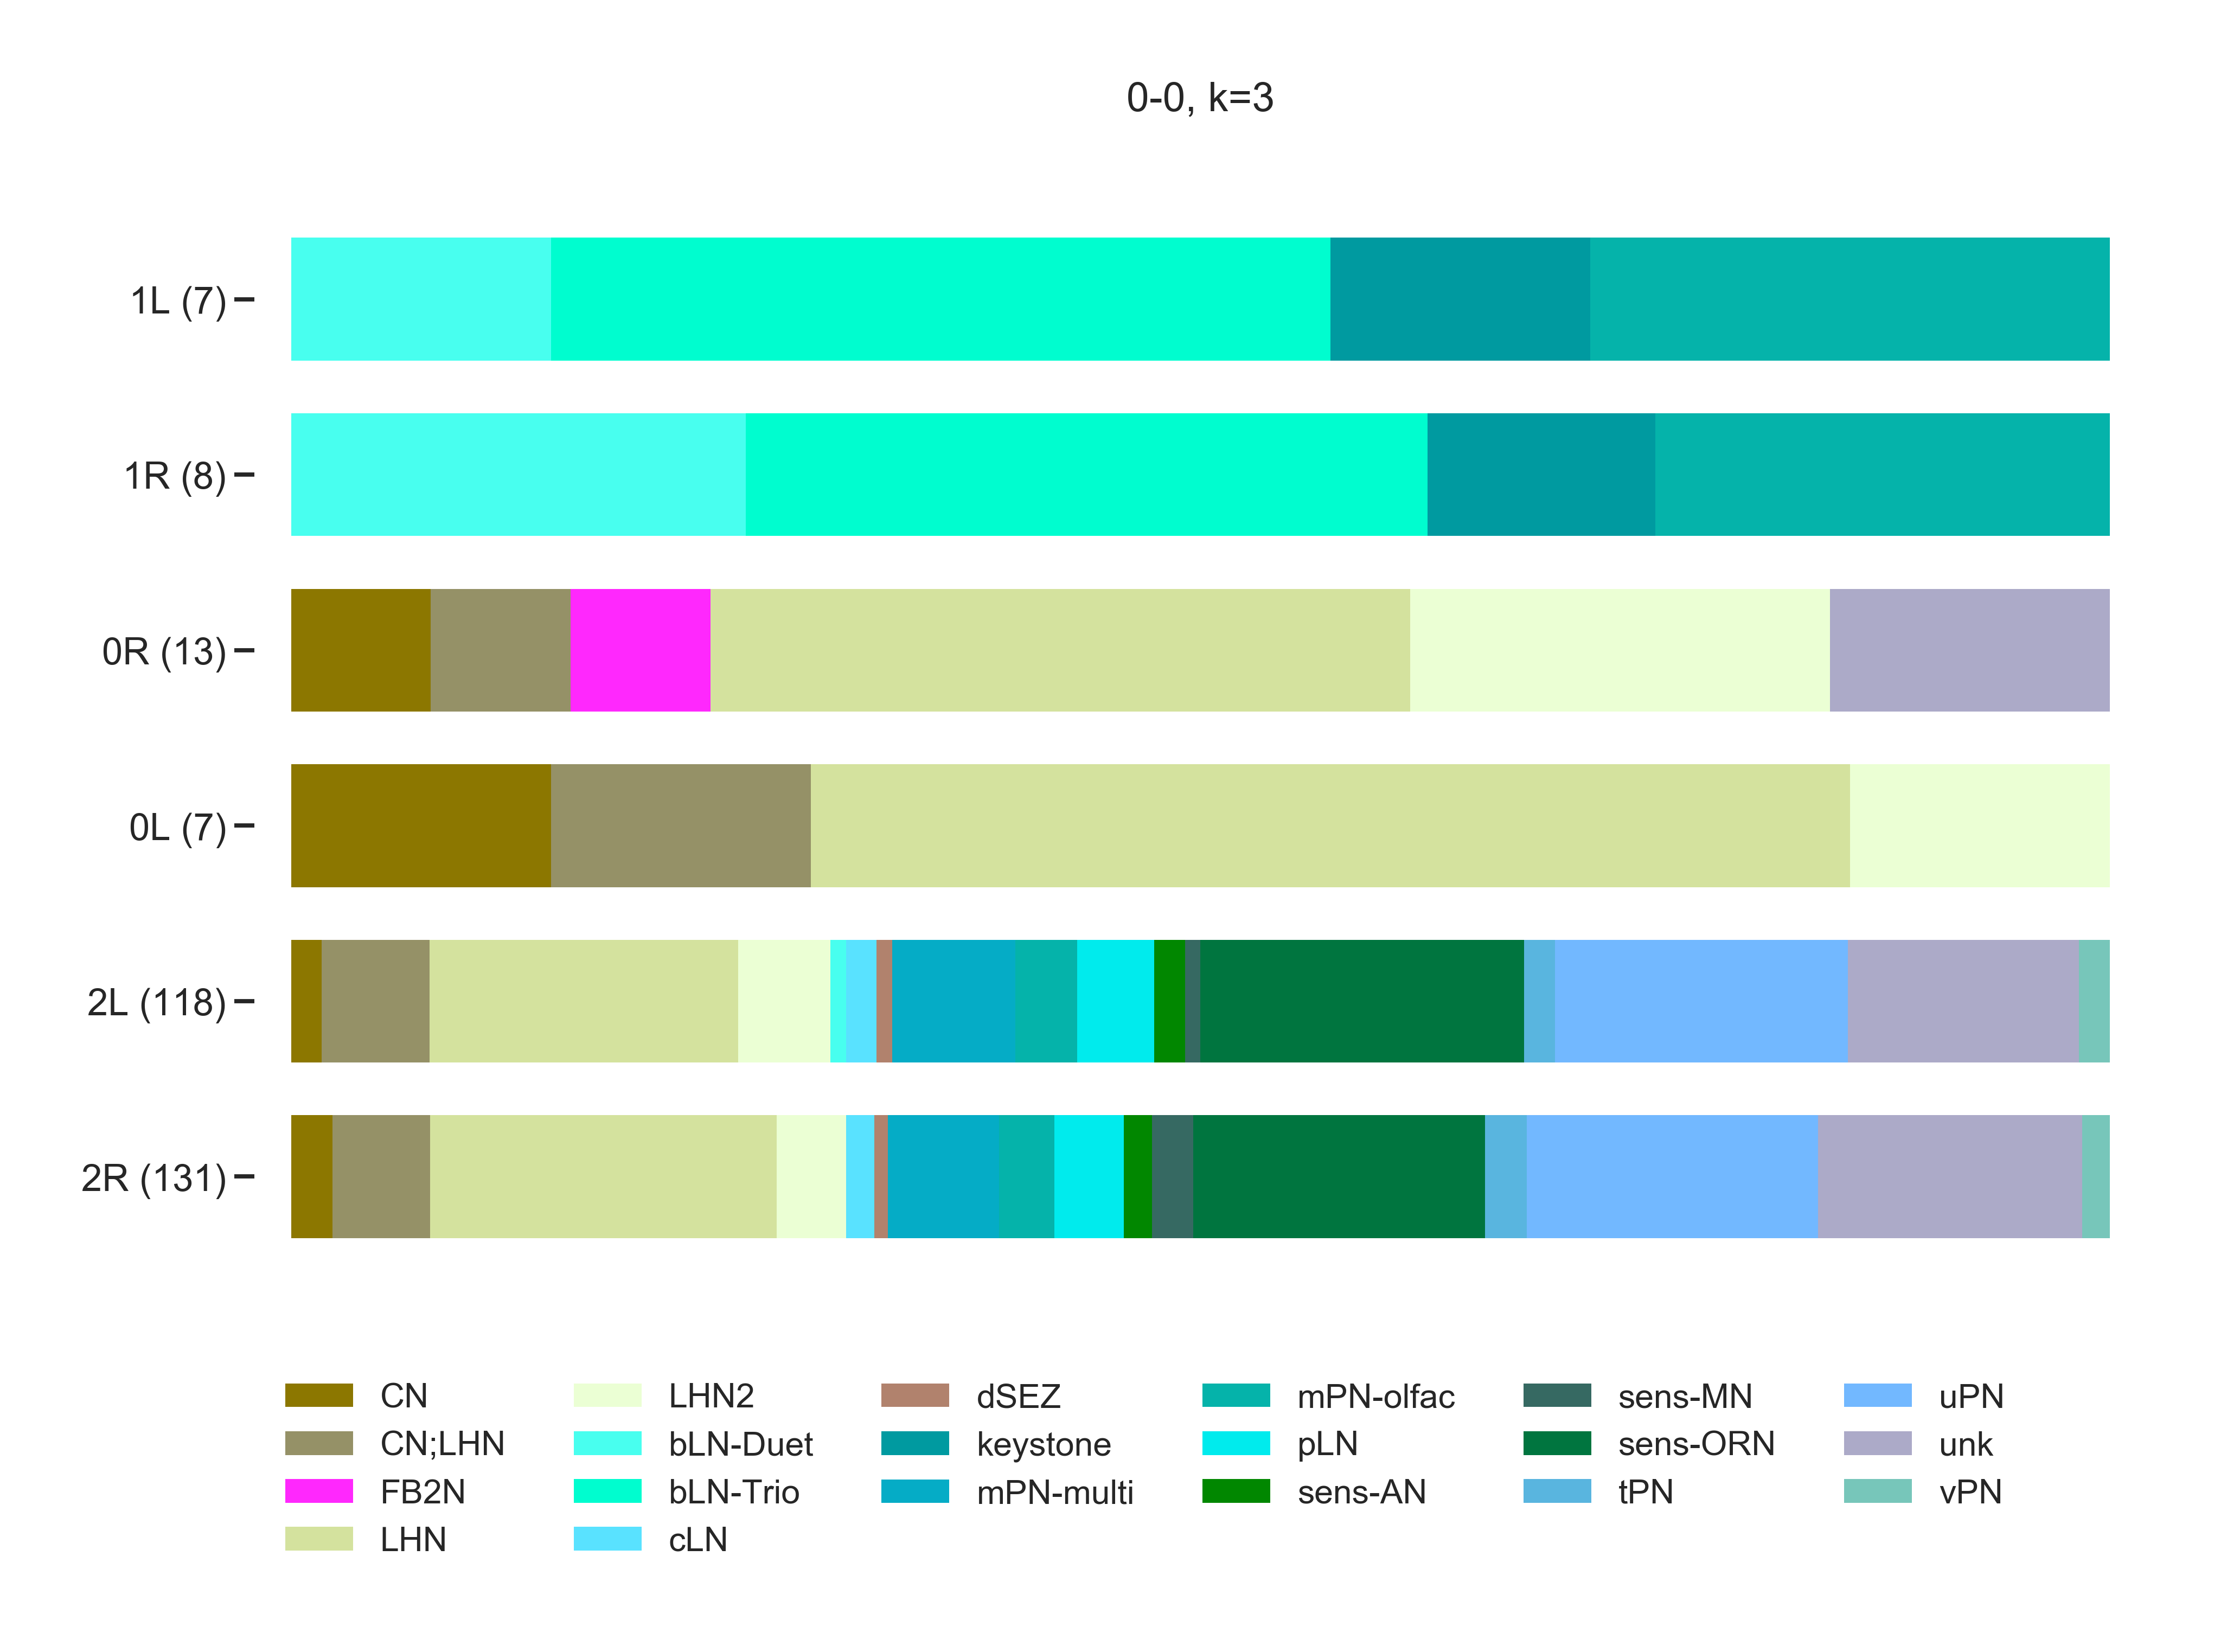 0-0, k=3
1L (7)
1R (8)
0R (13)
0L (7)
2L (118)
2R (131)
CN LHN2 dSEZ mPN-olfac sens-MN uPN
CN;LHN bLN-Duet keystone pLN sens-ORN unk
FB2N bLN-Trio mPN-multi sens-AN tPN vPN
LHN cLN